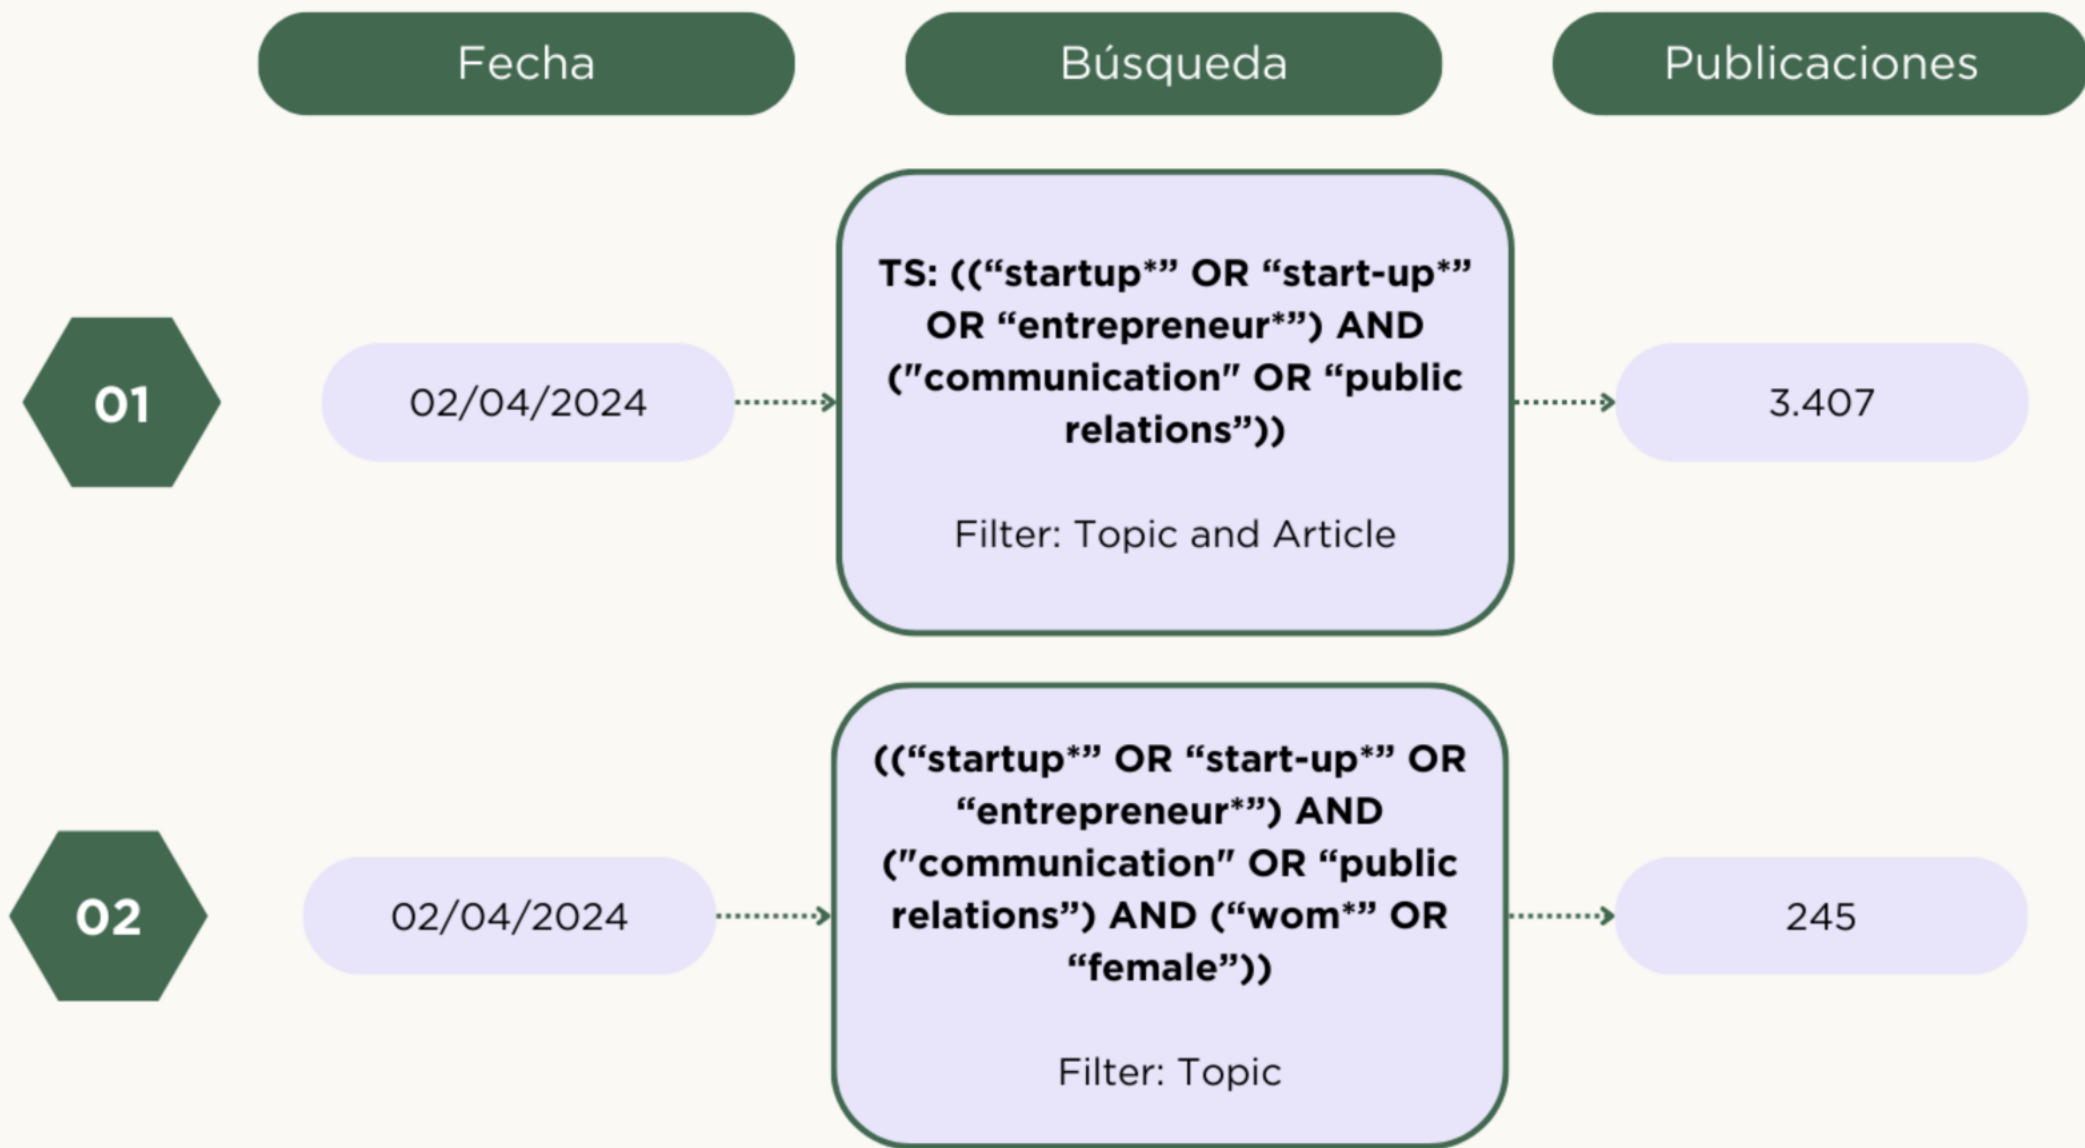 Fecha
Búsqueda
Publicaciones
01
02/04/2024
TS: ((“startup*” OR “start-up*”
OR “entrepreneur*”) AND
("communication" OR “public
relations”))
Filter: Topic and Article
3.407
02
02/04/2024
((“startup*” OR “start-up*” OR
“entrepreneur*”) AND
("communication" OR “public
relations”) AND (“wom*” OR
“female”))
Filter: Topic
245